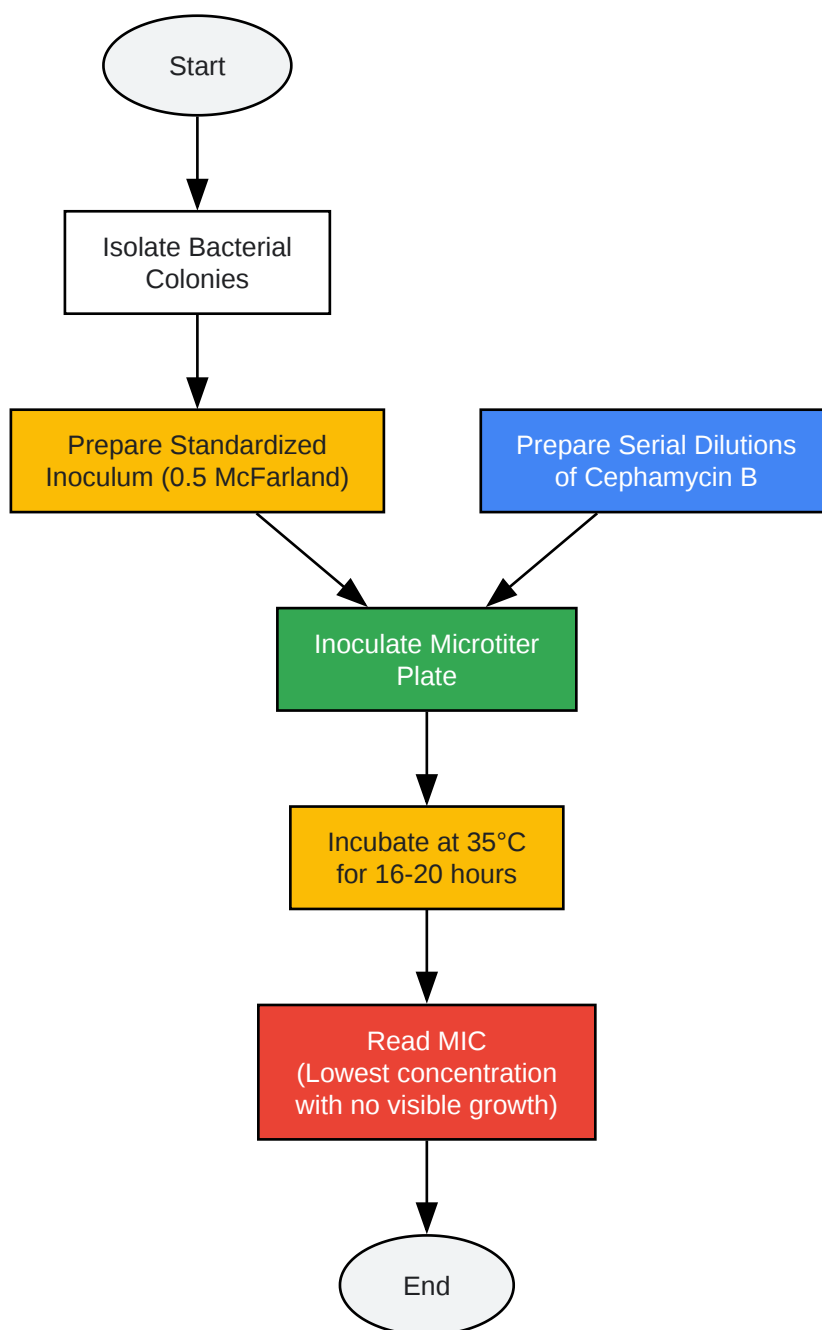 Start
Isolate Bacterial
Colonies
Prepare Standardized
Inoculum (0.5 McFarland)
Prepare Serial Dilutions
of Cephamycin B
Inoculate Microtiter
Plate
Incubate at 35°C
for 16-20 hours
Read MIC
(Lowest concentration
with no visible growth)
End